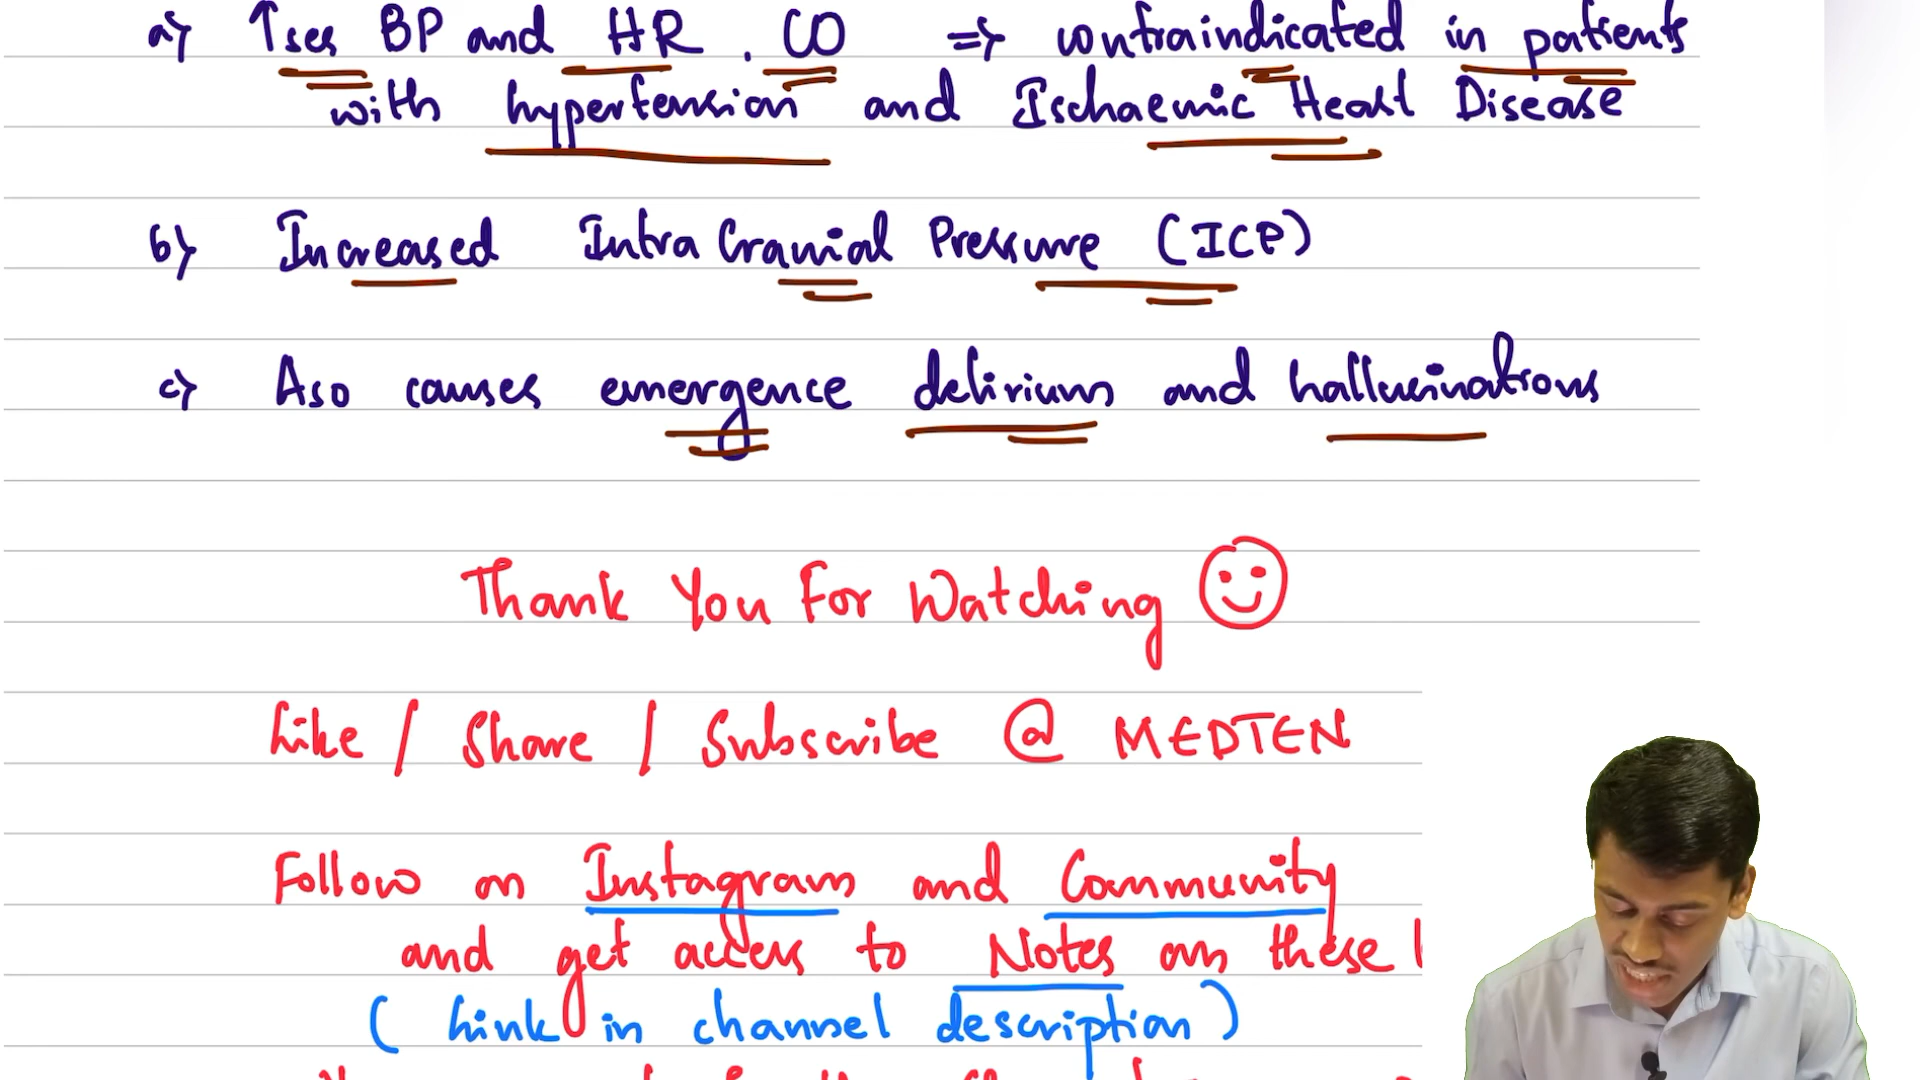 a) ↑ses BP and HR, CO => contraindicated in patients
with hypertension and Ischaemic Heart Disease
b) Increased Intra Cranial Pressure (ICP)
c) Aso causes emergence delirium and hallucinations
Thank You For Watching
Like / Share / Subscribe @ MEDTEN
Follow on Instagram and Community
and get access to Notes on these
(Link in channel description)